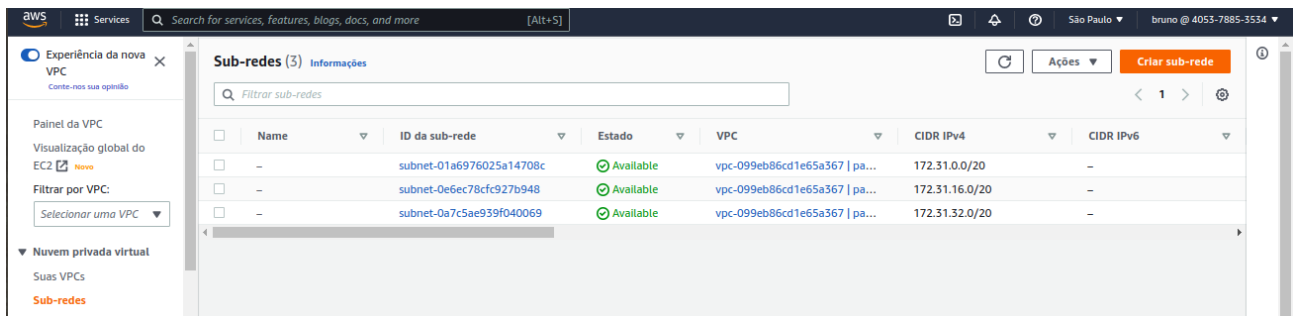 aws Services Search for services, features, blogs, docs, and more [Alt+S] São Paulo ▼ bruno @ 4053-7885-3534 ▼
Experiência da nova
VPC
Conte-nos sua opinião
Painel da VPC
Visualização global do
EC2 Novo
Filtrar por VPC:
Selecionar uma VPC ▼
▼ Nuvem privada virtual
Suas VPCs
Sub-redes
Sub-redes (3) Informações
Ações ▼ Criar sub-rede
Filtrar sub-redes
< 1 >
Name ID da sub-rede Estado VPC CIDR IPv4 CIDR IPv6
– subnet-01a6976025a14708c Available vpc-099eb86cd1e65a367 | pa... 172.31.0.0/20 –
– subnet-0e6ec78cfc927b948 Available vpc-099eb86cd1e65a367 | pa... 172.31.16.0/20 –
– subnet-0a7c5ae939f040069 Available vpc-099eb86cd1e65a367 | pa... 172.31.32.0/20 –